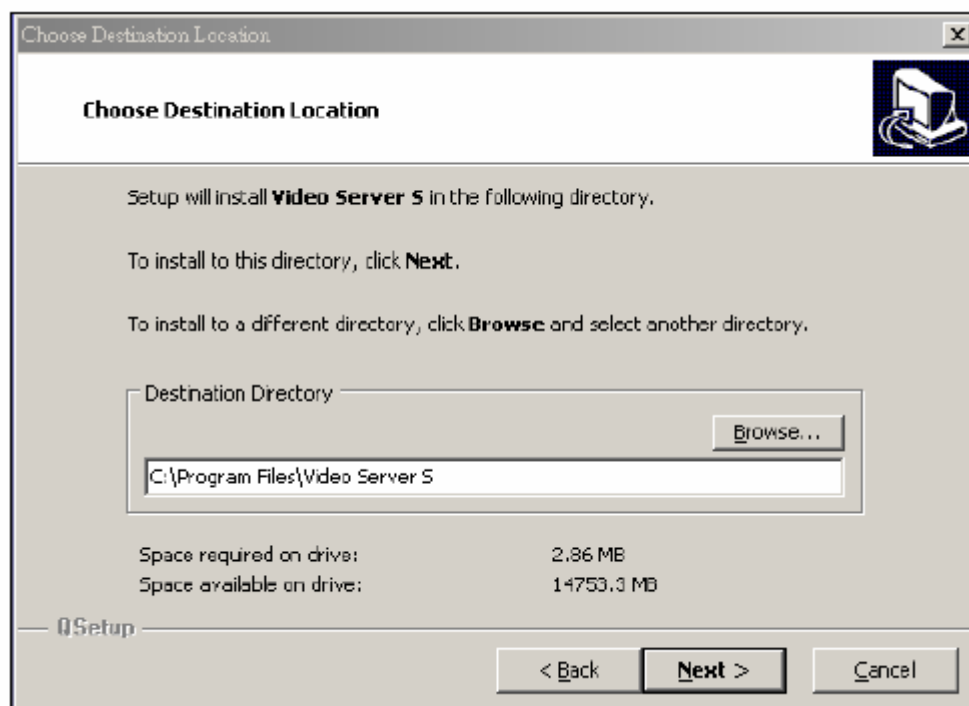 Choose Destination Location
Choose Destination Location
Setup will install Video Server S in the following directory.
To install to this directory, click Next.
To install to a different directory, click Browse and select another directory.
Destination Directory
Browse...
C:\Program Files\Video Server S
Space required on drive: 2.86 MB
Space available on drive: 14753.3 MB
QSetup
< Back Next > Cancel